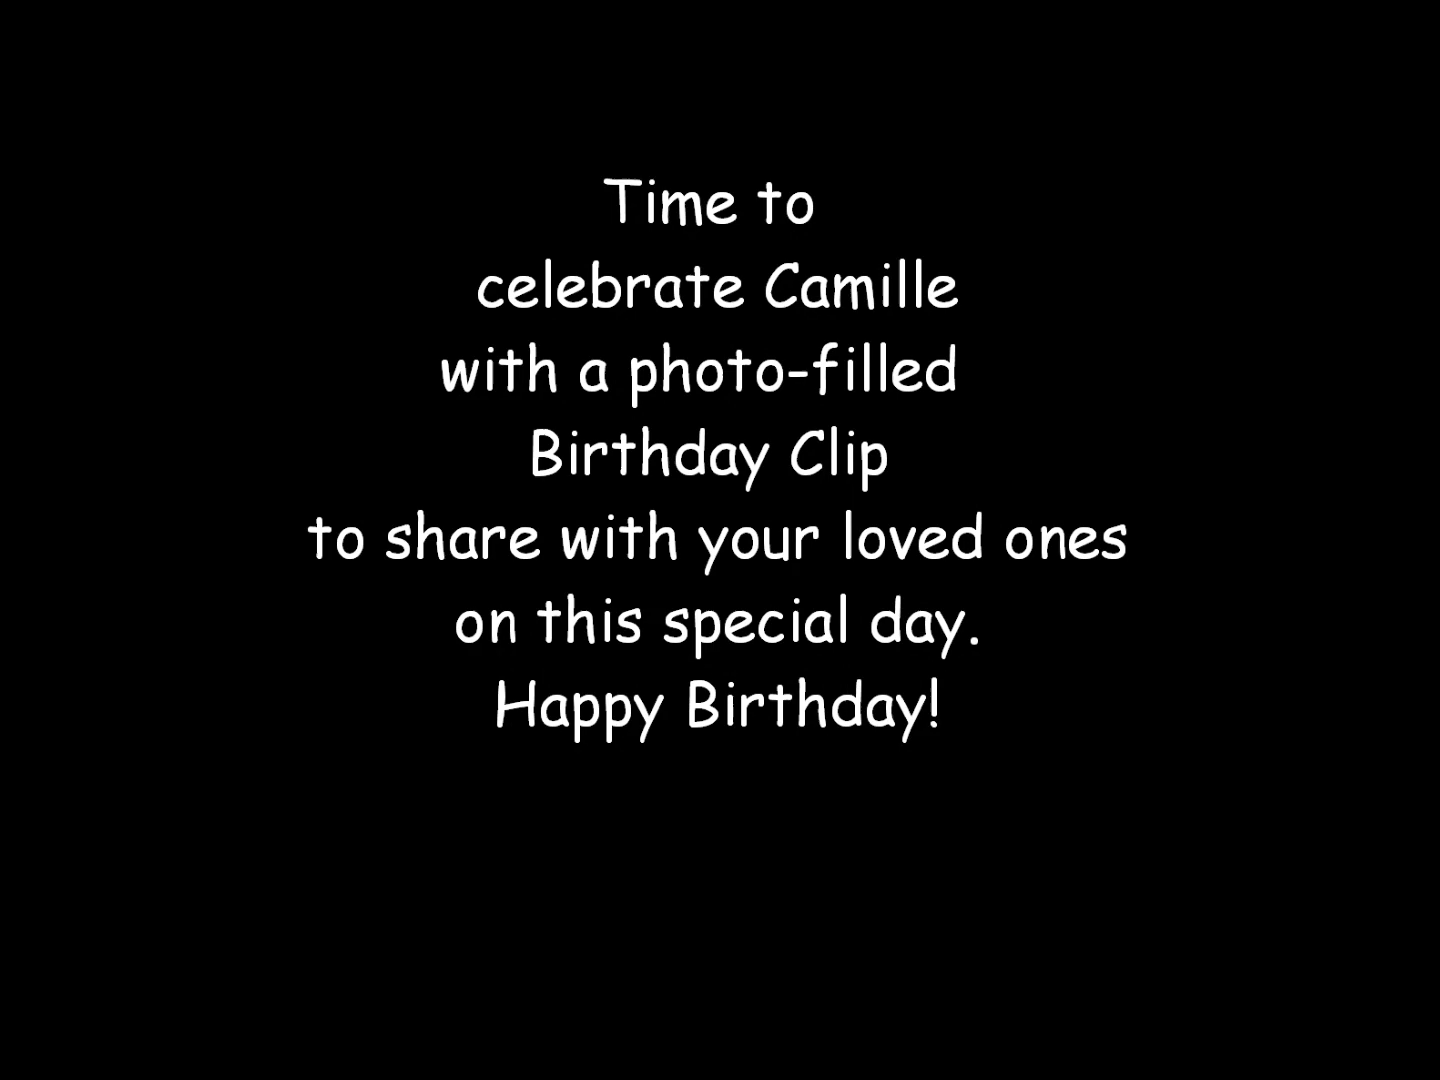 Time to
celebrate Camille
with a photo-filled
Birthday Clip
to share with your loved ones
on this special day.
Happy Birthday!